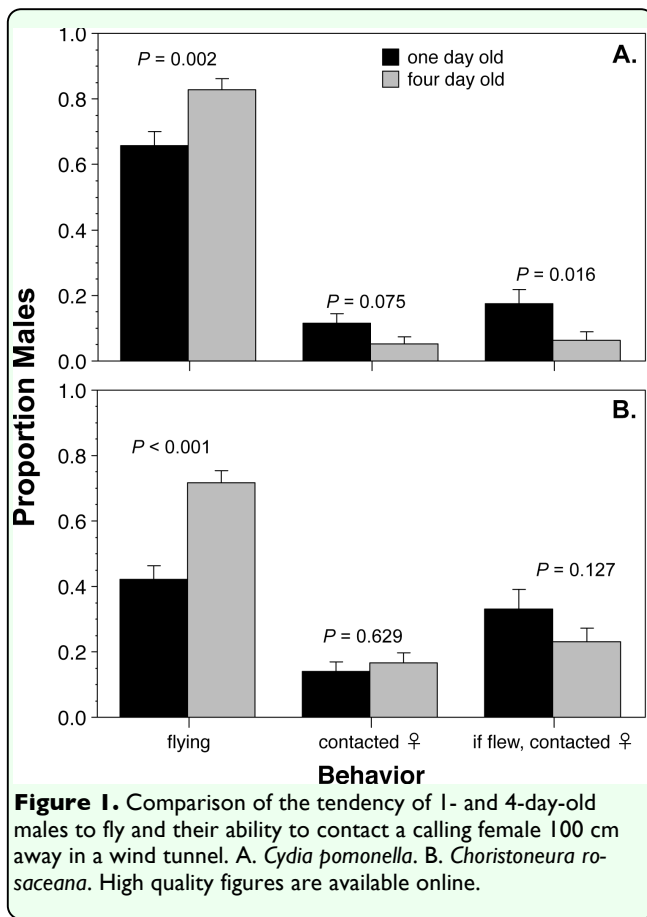 1.0
P = 0.002
one day old
four day old
A.
0.8
0.6
0.4
0.2
P = 0.075
P = 0.016
0.0
Proportion Males
1.0
B.
P < 0.001
0.8
0.6
0.4
P = 0.127
0.2
P = 0.629
0.0
flying contacted ♀ if flew, contacted ♀
Behavior
Figure 1. Comparison of the tendency of 1- and 4-day-old
males to fly and their ability to contact a calling female 100 cm
away in a wind tunnel. A. Cydia pomonella. B. Choristoneura ro-
saceana. High quality figures are available online.